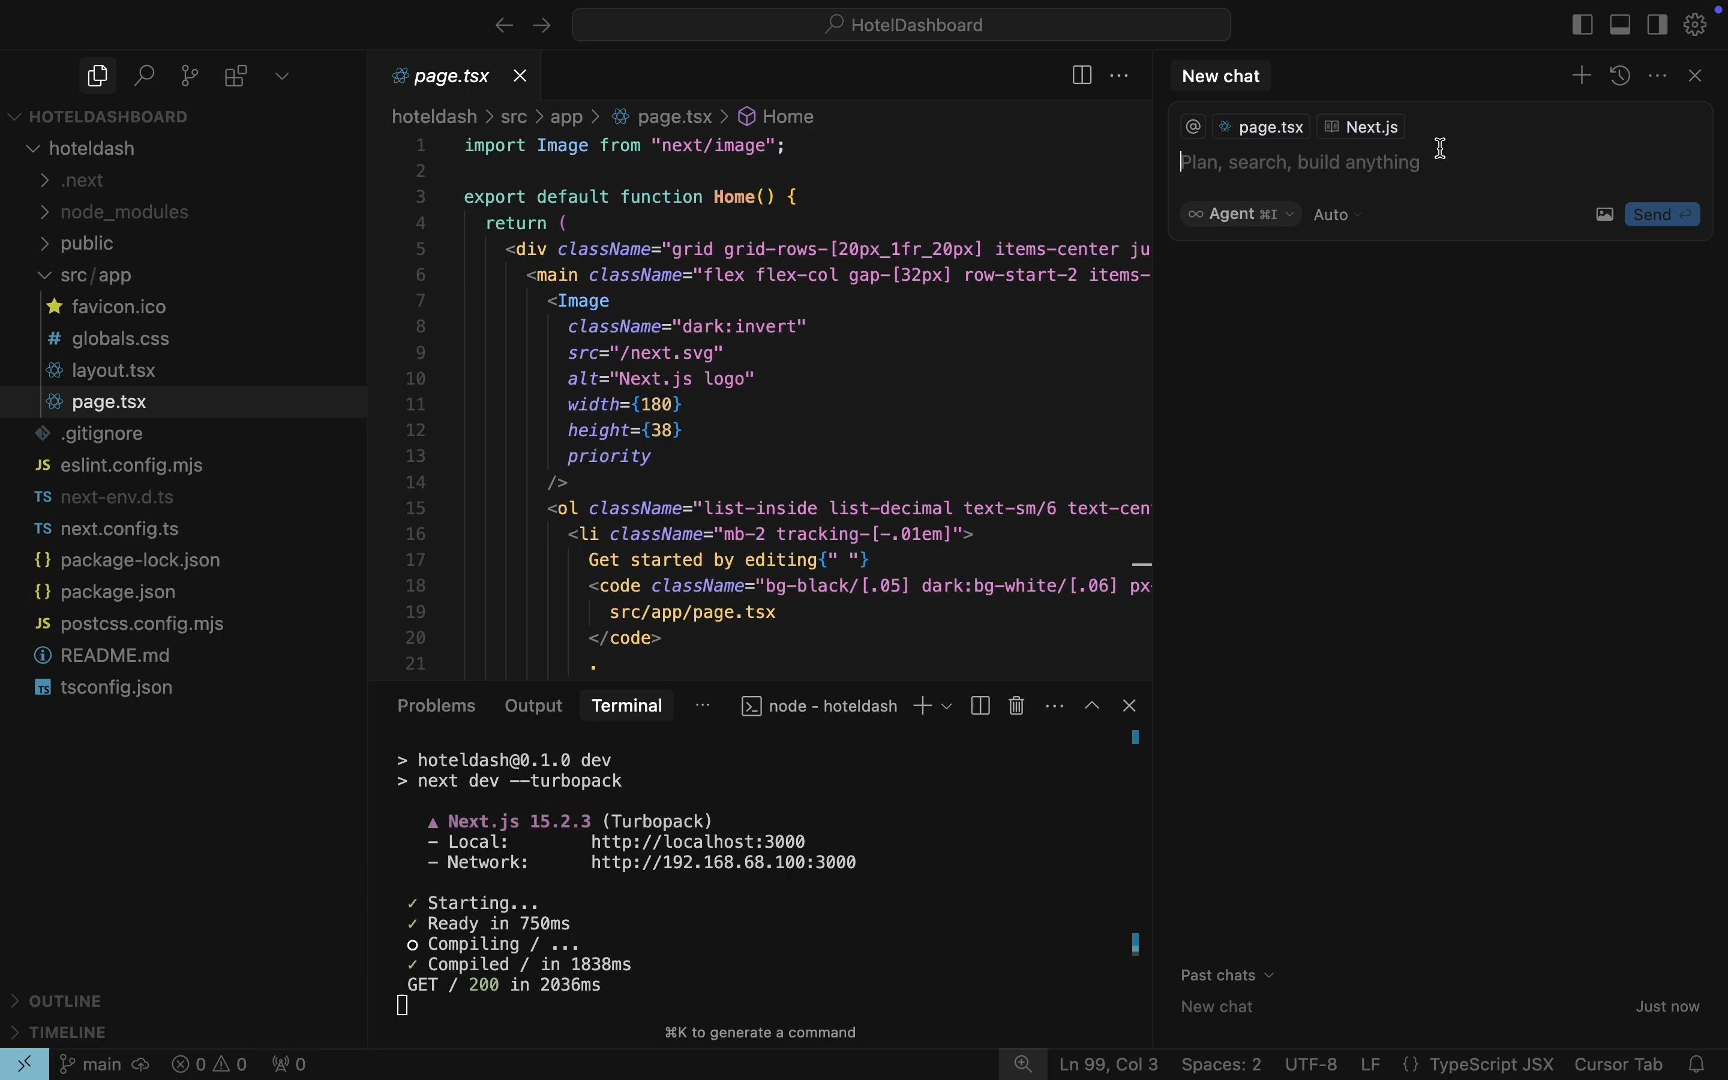 HotelDashboard
HOTELDASHBOARD
hoteldash
.next
node_modules
public
src/app
favicon.ico
# globals.css
layout.tsx
page.tsx
.gitignore
JS eslint.config.mjs
TS next-env.d.ts
TS next.config.ts
{} package-lock.json
{} package.json
JS postcss.config.mjs
README.md
TS tsconfig.json
OUTLINE
TIMELINE
page.tsx
hoteldash > src > app > page.tsx > Home
1 import Image from "next/image";
2
3 export default function Home() {
4 return (
5 <div className="grid grid-rows-[20px_1fr_20px] items-center ju
6 <main className="flex flex-col gap-[32px] row-start-2 items-
7 <Image
8 className="dark:invert"
9 src="/next.svg"
10 alt="Next.js logo"
11 width={180}
12 height={38}
13 priority
14 />
15 <ol className="list-inside list-decimal text-sm/6 text-cen
16 <li className="mb-2 tracking-[-.01em]">
17 Get started by editing{" "}
18 <code className="bg-black/[.05] dark:bg-white/[.06] px-
19 src/app/page.tsx
20 </code>
21 .
Problems Output Terminal ... node - hoteldash
> hoteldash@0.1.0 dev
> next dev --turbopack
▲ Next.js 15.2.3 (Turbopack)
- Local: http://localhost:3000
- Network: http://192.168.68.100:3000
✓ Starting...
✓ Ready in 750ms
○ Compiling / ...
✓ Compiled / in 1838ms
GET / 200 in 2036ms
⌘K to generate a command
New chat
@ page.tsx Next.js
Plan, search, build anything
∞ Agent ⌘I Auto Send ⏎
Past chats
New chat Just now
main 0 0 0 Ln 99, Col 3 Spaces: 2 UTF-8 LF {} TypeScript JSX Cursor Tab